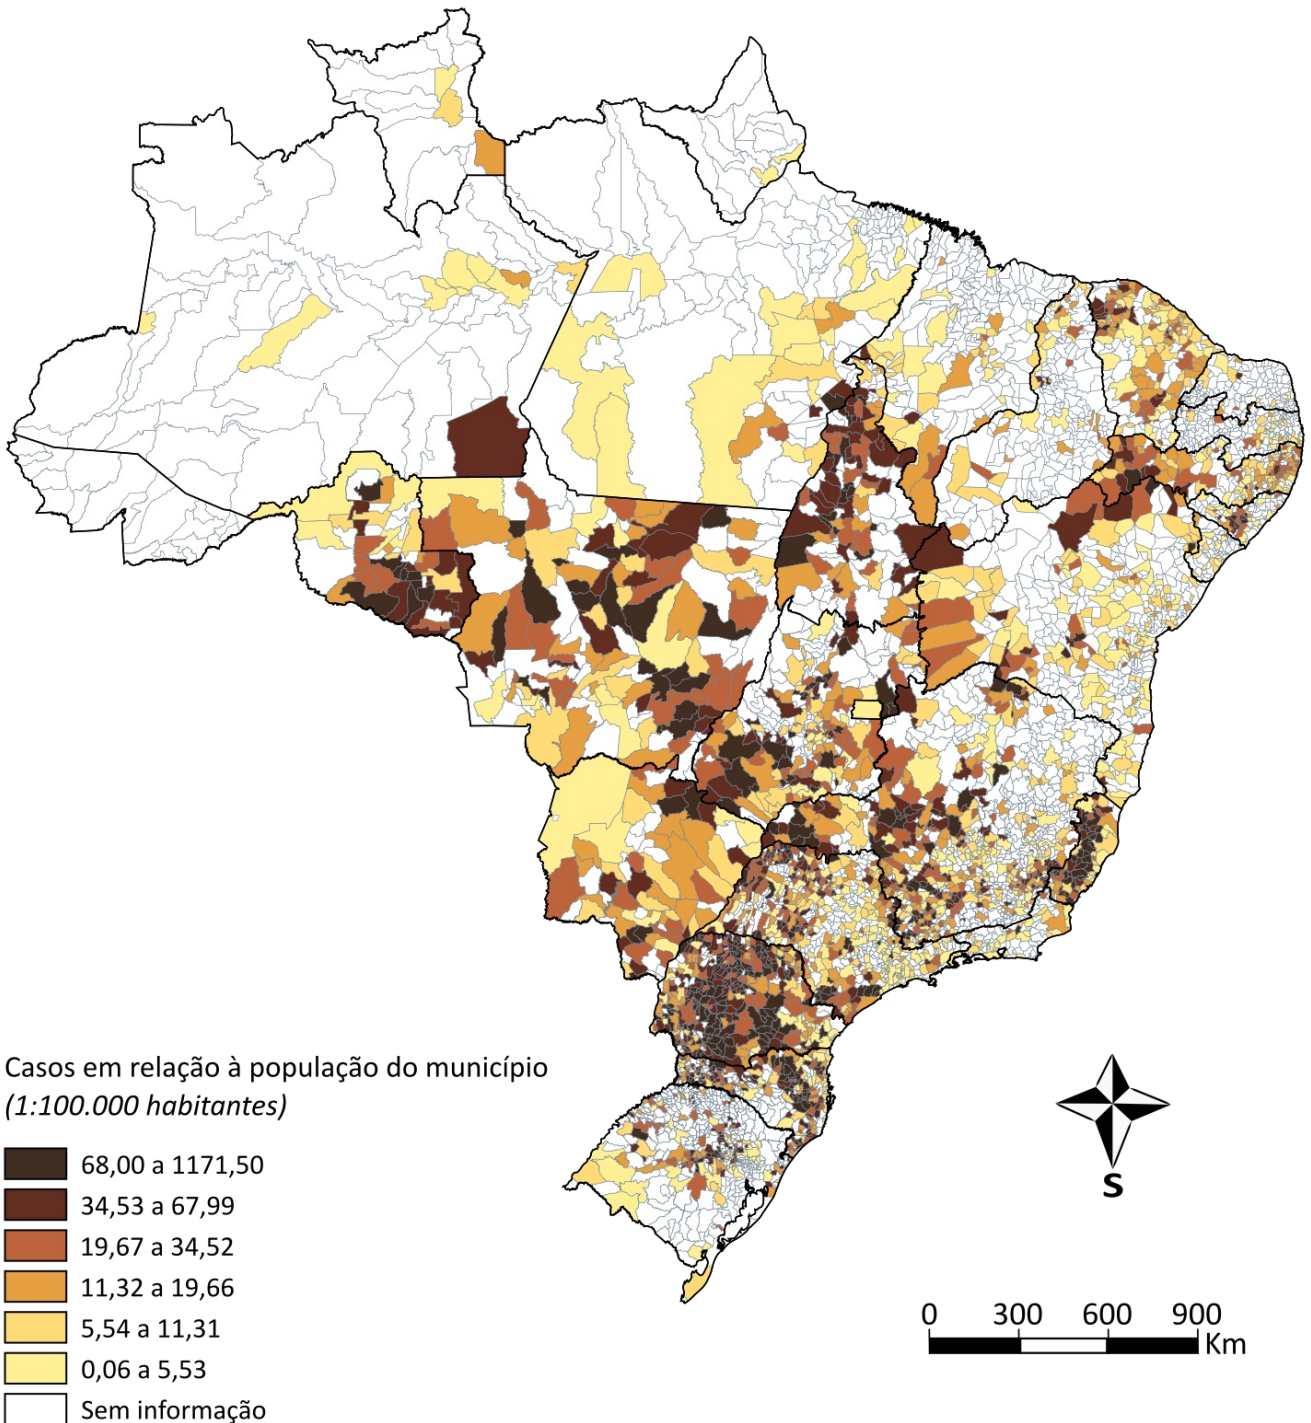 Casos em relação à população do município
(1:100.000 habitantes)
68,00 a 1171,50
34,53 a 67,99
19,67 a 34,52
11,32 a 19,66
5,54 a 11,31
0,06 a 5,53
Sem informação
S
0 300 600 900
Km